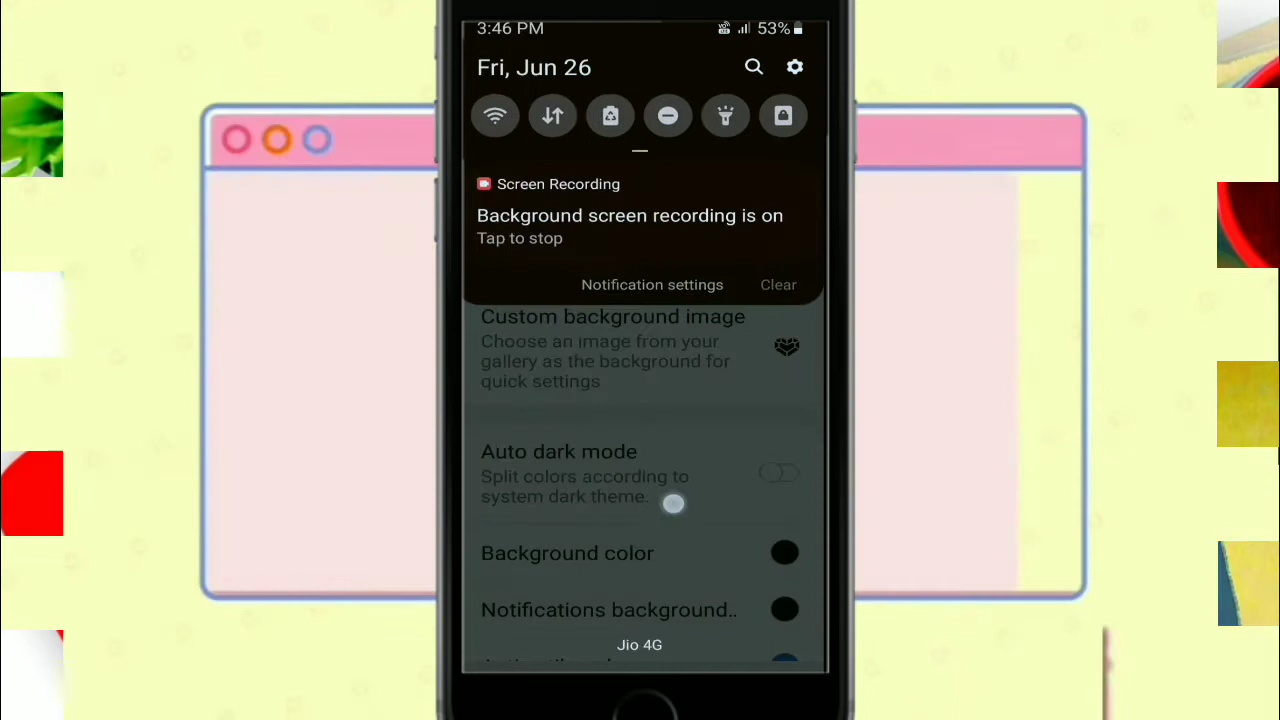 3:46 PM 53%
Fri, Jun 26
Screen Recording
Background screen recording is on
Tap to stop
Notification settings Clear
Custom background image
Choose an image from your
gallery as the background for
quick settings
Auto dark mode
Split colors according to
system dark theme.
Background color
Notifications background..
Jio 4G